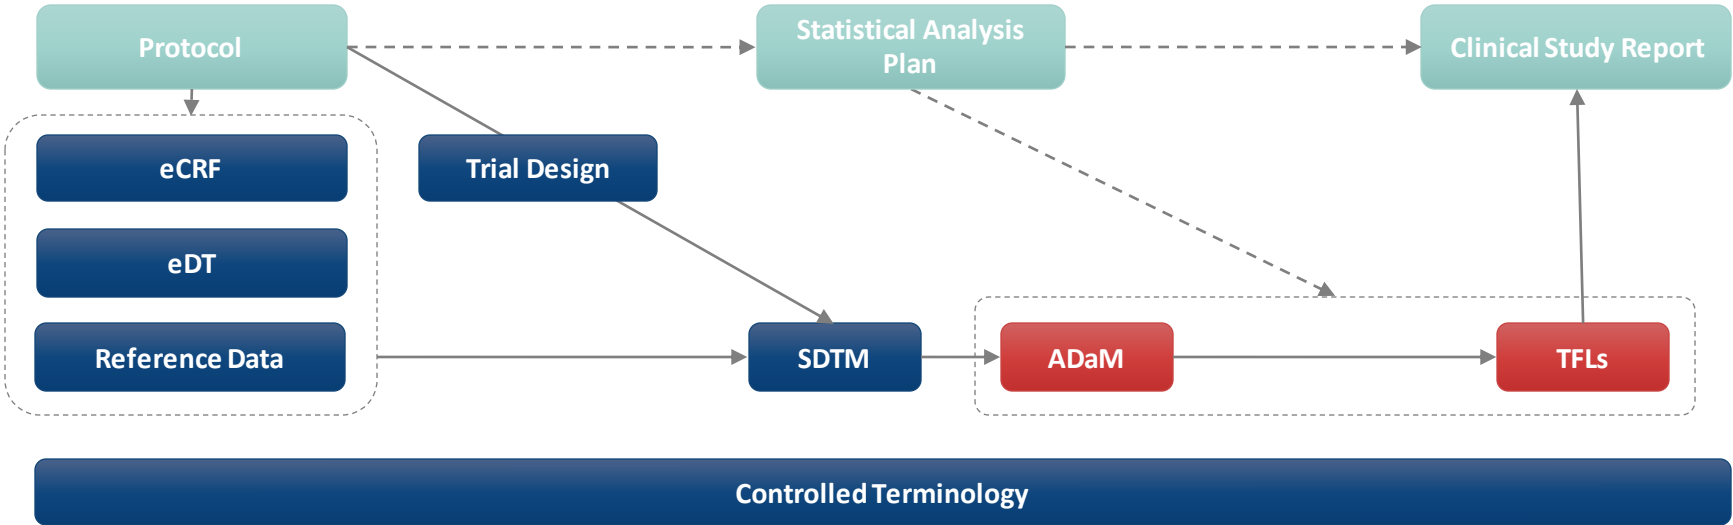 Protocol
Statistical Analysis
Plan
Clinical Study Report
eCRF
Trial Design
eDT
Reference Data
SDTM
ADaM
TFLs
Controlled Terminology